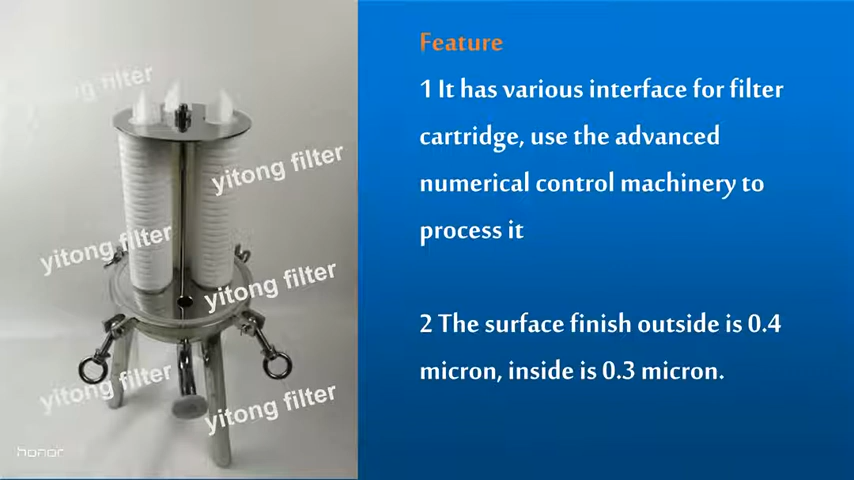 yitong filter
yitong filter
yitong filter
yitong filter
yitong filter
yitong filter
honor
Feature
1 It has various interface for filter
cartridge, use the advanced
numerical control machinery to
process it
2 The surface finish outside is 0.4
micron, inside is 0.3 micron.